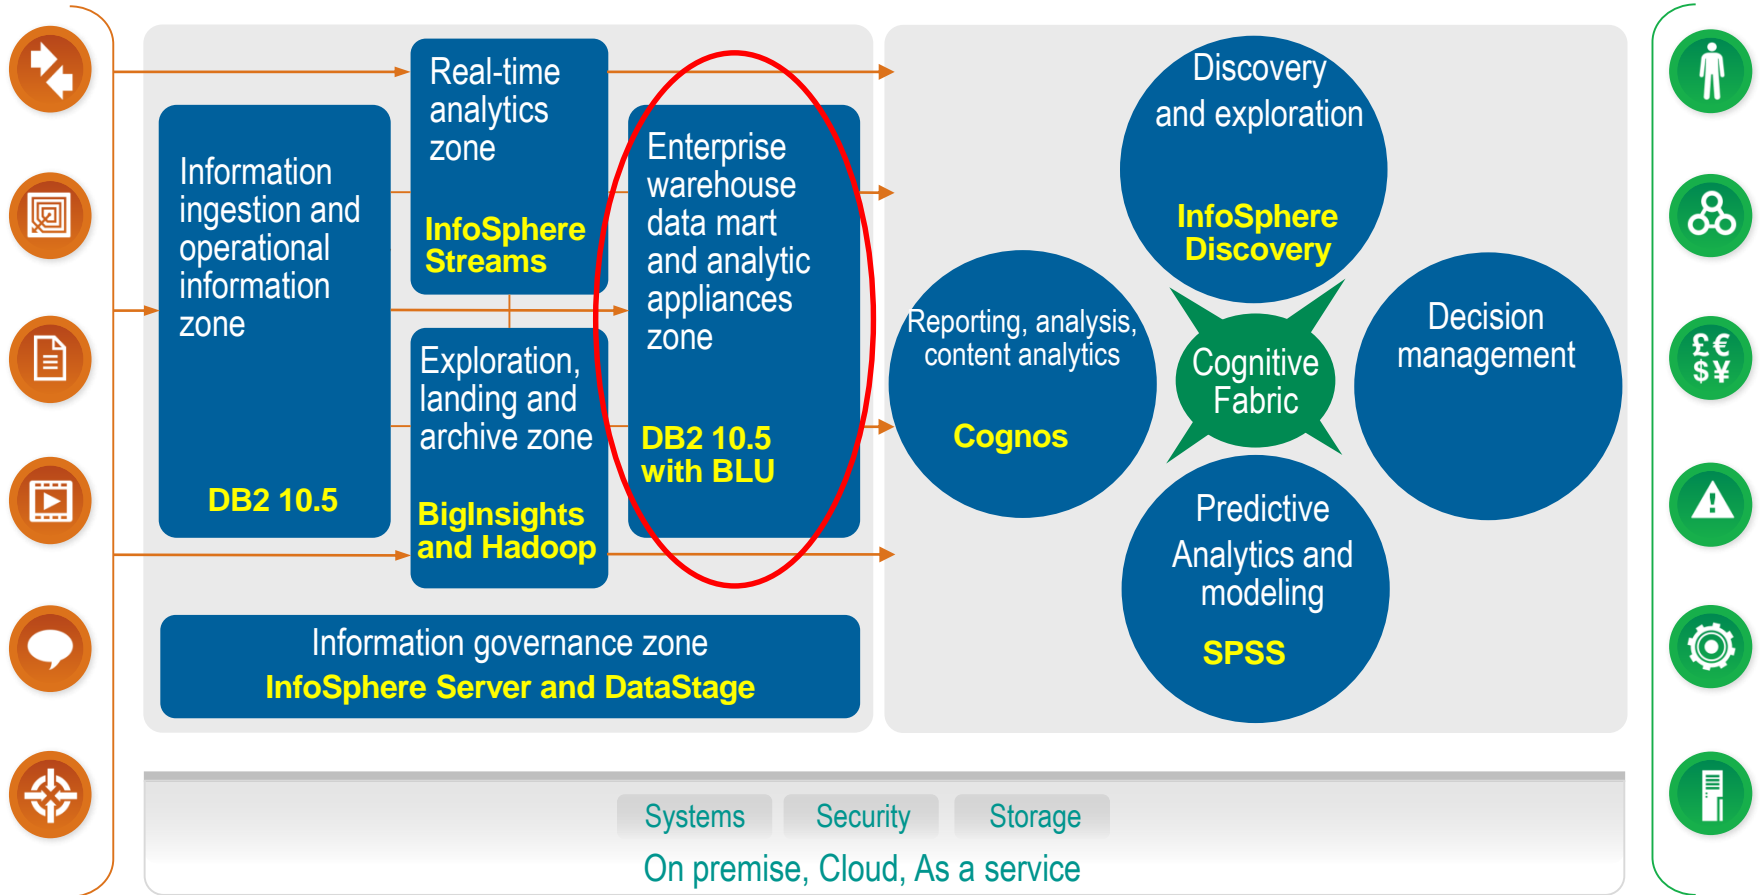 Information
ingestion and
operational
information
zone
DB2 10.5
Real-time
analytics
zone
InfoSphere
Streams
Exploration,
landing and
archive zone
BigInsights
and Hadoop
Enterprise
warehouse
data mart
and analytic
appliances
zone
DB2 10.5
with BLU
Information governance zone
InfoSphere Server and DataStage
Discovery
and exploration
InfoSphere
Discovery
Reporting, analysis,
content analytics
Cognos
Cognitive
Fabric
Decision
management
Predictive
Analytics and
modeling
SPSS
£€
$¥
Systems
Security
Storage
On premise, Cloud, As a service